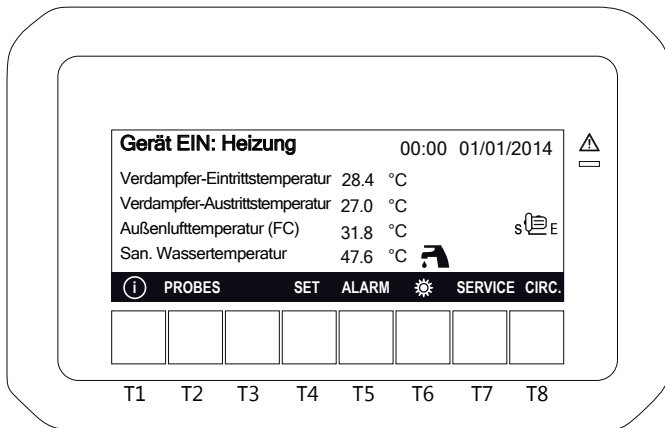 Gerät EIN: Heizung 00:00 01/01/2014
Verdampfer-Eintrittstemperatur 28.4 °C
Verdampfer-Austrittstemperatur 27.0 °C
Außenlufttemperatur (FC) 31.8 °C
S E
San. Wassertemperatur 47.6 °C
i PROBES SET ALARM SERVICE CIRC.
T1 T2 T3 T4 T5 T6 T7 T8